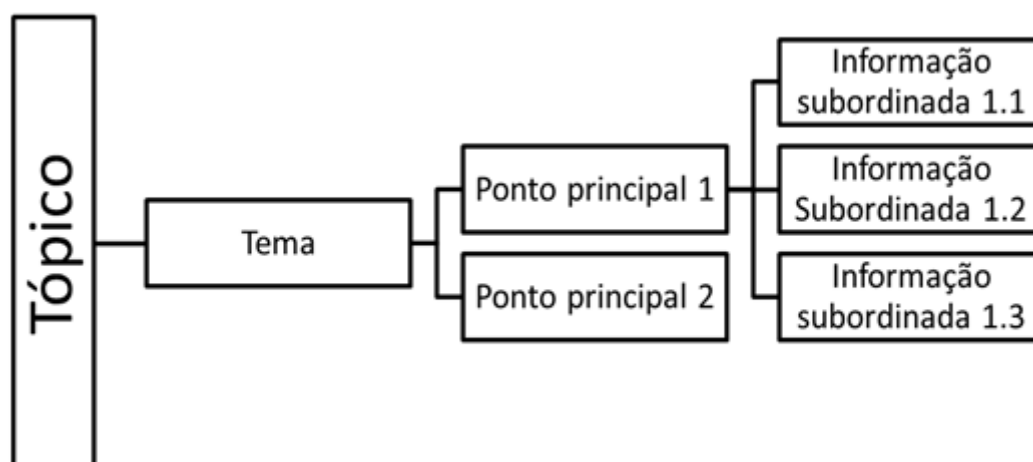 Tópico
Tema
Ponto principal 1
Ponto principal 2
Informação
subordinada 1.1
Informação
Subordinada 1.2
Informação
subordinada 1.3